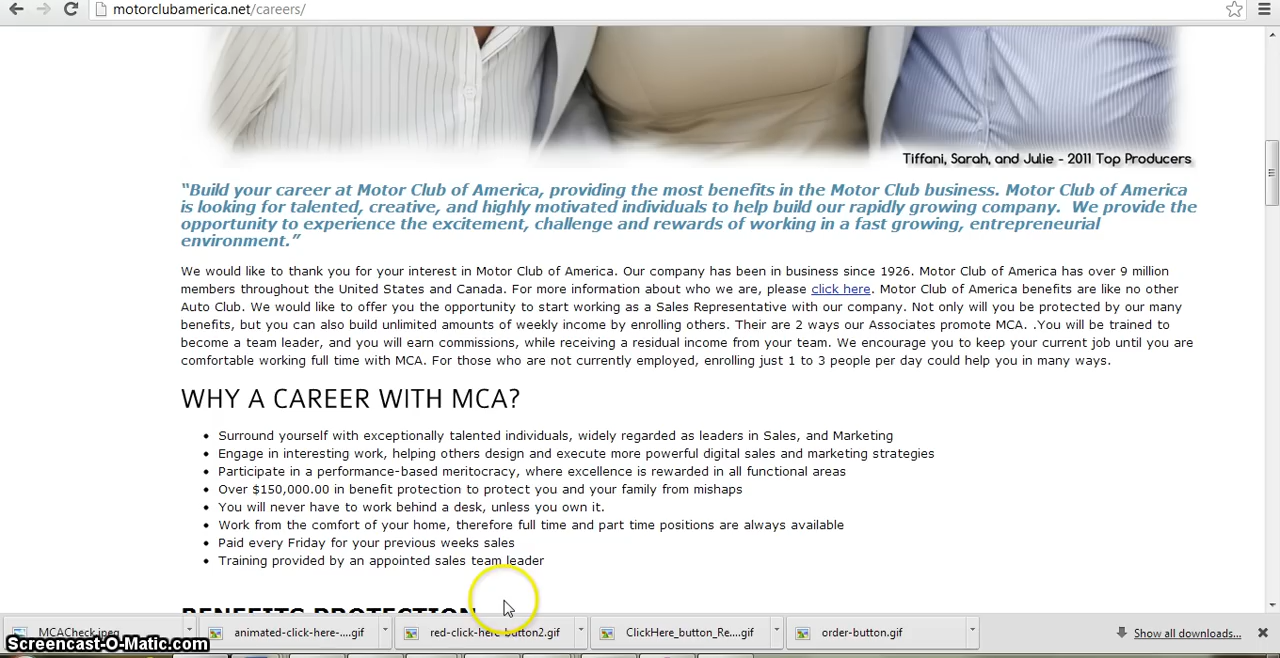 motorclubamerica.net/careers/
Tiffani, Sarah, and Julie - 2011 Top Producers
“Build your career at Motor Club of America, providing the most benefits in the Motor Club business. Motor Club of America
is looking for talented, creative, and highly motivated individuals to help build our rapidly growing company. We provide the
opportunity to experience the excitement, challenge and rewards of working in a fast growing, entrepreneurial
environment.”
We would like to thank you for your interest in Motor Club of America. Our company has been in business since 1926. Motor Club of America has over 9 million
members throughout the United States and Canada. For more information about who we are, please click here. Motor Club of America benefits are like no other
Auto Club. We would like to offer you the opportunity to start working as a Sales Representative with our company. Not only will you be protected by our many
benefits, but you can also build unlimited amounts of weekly income by enrolling others. Their are 2 ways our Associates promote MCA. .You will be trained to
become a team leader, and you will earn commissions, while receiving a residual income from your team. We encourage you to keep your current job until you are
comfortable working full time with MCA. For those who are not currently employed, enrolling just 1 to 3 people per day could help you in many ways.
WHY A CAREER WITH MCA?
• Surround yourself with exceptionally talented individuals, widely regarded as leaders in Sales, and Marketing
• Engage in interesting work, helping others design and execute more powerful digital sales and marketing strategies
• Participate in a performance-based meritocracy, where excellence is rewarded in all functional areas
• Over $150,000.00 in benefit protection to protect you and your family from mishaps
• You will never have to work behind a desk, unless you own it.
• Work from the comfort of your home, therefore full time and part time positions are always available
• Paid every Friday for your previous weeks sales
• Training provided by an appointed sales team leader
BENEFITS PROTECTION
MCACheck.jpeg animated-click-here-....gif red-click-here-button2.gif ClickHere_button_Re....gif order-button.gif Show all downloads...
Screencast-O-Matic.com